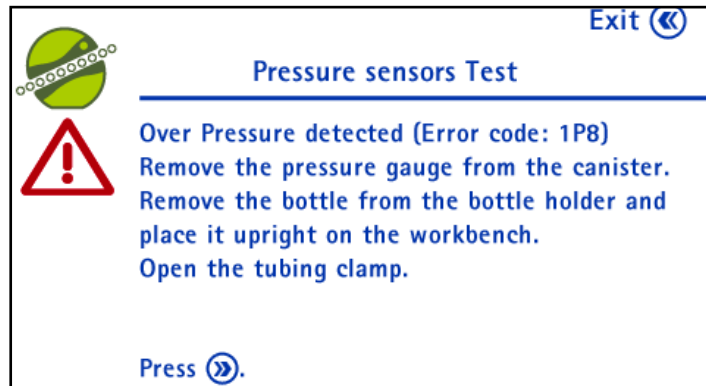 Exit
Pressure sensors Test
Over Pressure detected (Error code: 1P8)
Remove the pressure gauge from the canister.
Remove the bottle from the bottle holder and
place it upright on the workbench.
Open the tubing clamp.
Press .